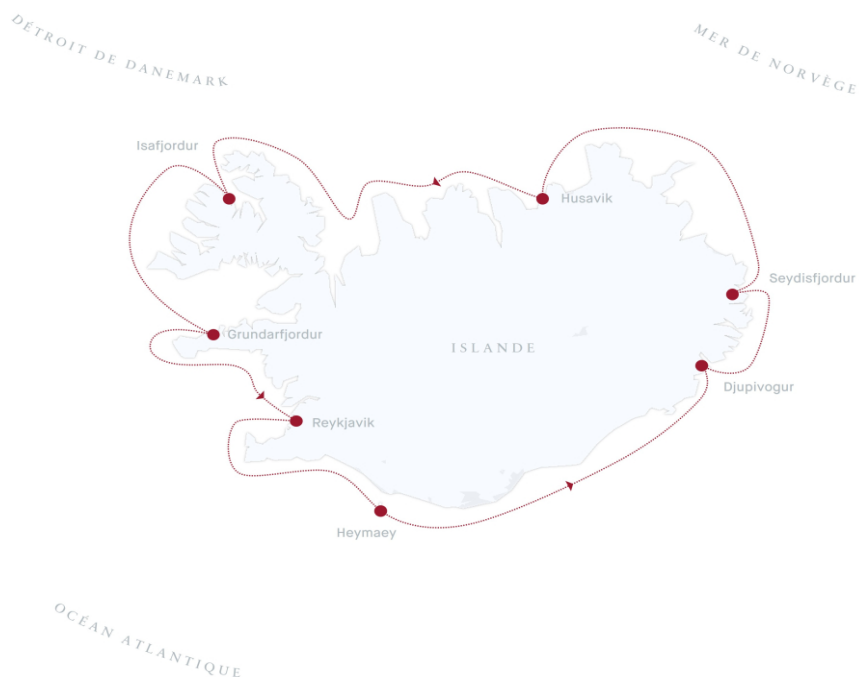 DÉTROIT DE DANEMARK
MER DE NORVÈGE
Isafjordur
Husavik
Seydisfjordur
Grundarfjordur
ISLANDE
Djupivogur
Reykjavik
Heymaey
OCÉAN ATLANTIQUE